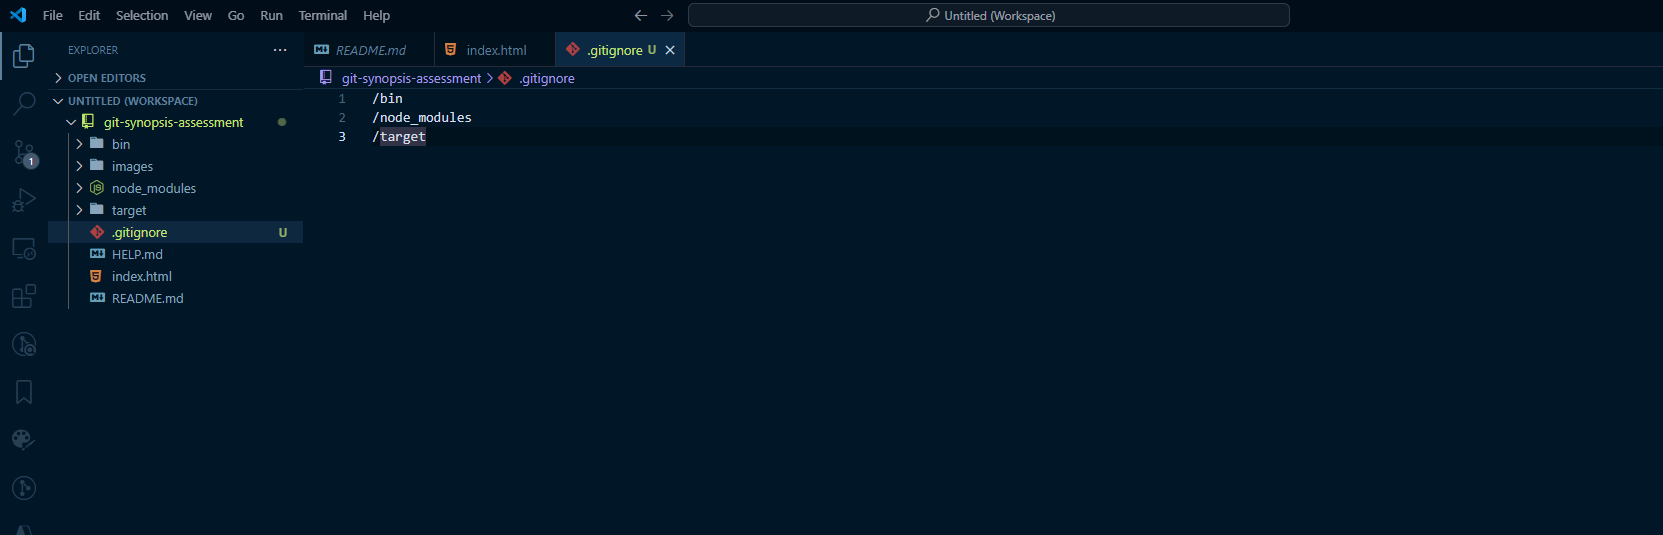 File Edit Selection View Go Run Terminal Help
Untitled (Workspace)
EXPLORER
README.md
index.html
.gitignore U
OPEN EDITORS
git-synopsis-assessment
.gitignore
UNTITLED (WORKSPACE)
git-synopsis-assessment
bin
images
node_modules
target
.gitignore U
HELP.md
index.html
README.md
1
1 /bin
2 /node_modules
3 /target